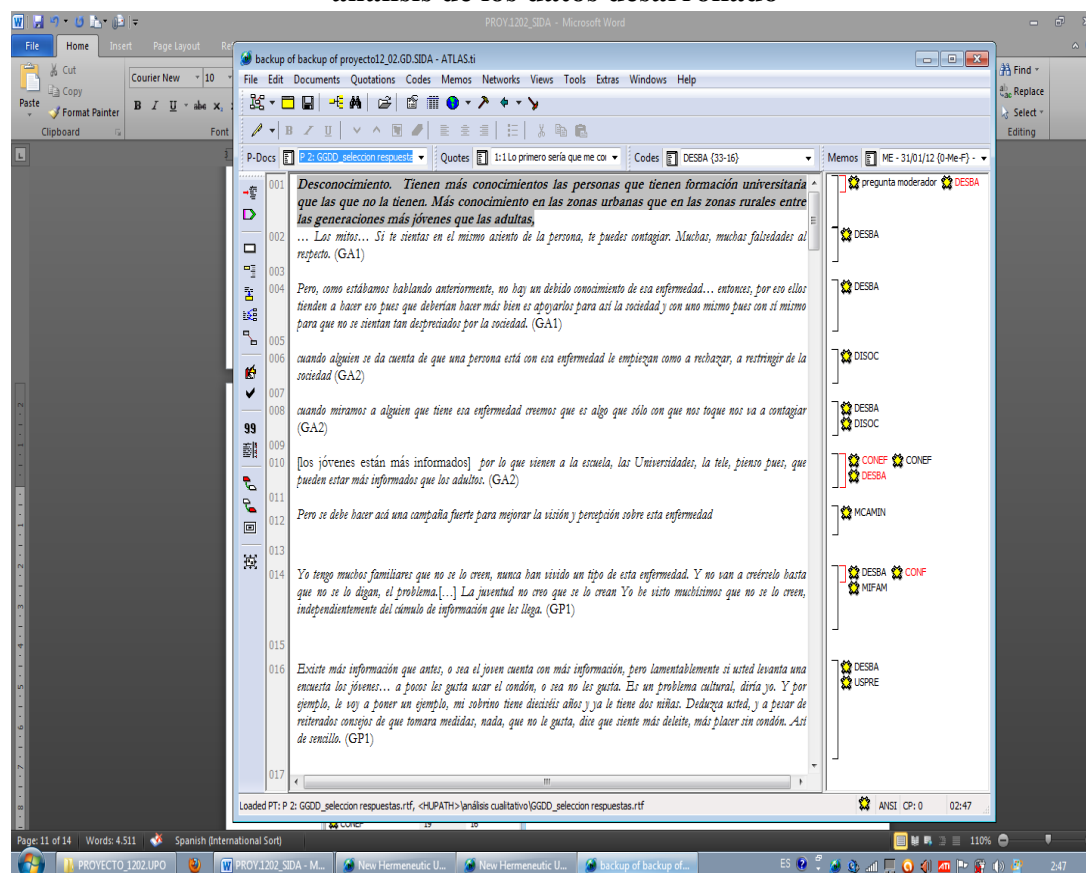 análisis de los datos desarrollado
PROY.1202_SIDA - Microsoft Word
File Home Insert Page Layout
Cut
Copy
Format Painter
Paste
Clipboard
Courier New 10
B I U abc
Font
Find
Replace
Select
Editing
backup of backup of proyecto12_02.GD.SIDA - ATLAS.ti
File Edit Documents Quotations Codes Memos Networks Views Tools Extras Windows Help
P-Docs P 2: GGDD_seleccion respuesta Quotes 1:1 Lo primero sería que me co Codes DESBA {33-16} Memos ME - 31/01/12 {0-Me-F} -
001 Desconocimiento. Tienen más conocimientos las personas que tienen formación universitaria
que las que no la tienen. Más conocimiento en las zonas urbanas que en las zonas rurales entre
las generaciones más jóvenes que las adultas,
pregunta moderador DESBA
002 … Los mitos… Si te sientas en el mismo asiento de la persona, te puedes contagiar. Muchas, muchas falsedades al
respecto. (GA1)
DESBA
003
004 Pero, como estábamos hablando anteriormente, no hay un debido conocimiento de esa enfermedad… entonces, por eso ellos
tienden a hacer eso pues que deberían hacer más bien es apoyarlos para así la sociedad y con uno mismo pues con sí mismo
para que no se sientan tan despreciados por la sociedad. (GA1)
DESBA
005
006 cuando alguien se da cuenta de que una persona está con esa enfermedad le empiezan como a rechazar, a restringir de la
sociedad (GA2)
DISOC
007
008 cuando miramos a alguien que tiene esa enfermedad creemos que es algo que sólo con que nos toque nos va a contagiar
(GA2)
DESBA
DISOC
009
010 [los jóvenes están más informados] por lo que vienen a la escuela, las Universidades, la tele, pienso pues, que
pueden estar más informados que los adultos. (GA2)
CONEF CONEF
DESBA
011
012 Pero se debe hacer acá una campaña fuerte para mejorar la visión y percepción sobre esta enfermedad
MCAMIN
013
014 Yo tengo muchos familiares que no se lo creen, nunca han vivido un tipo de esta enfermedad. Y no van a creérselo hasta
que no se lo digan, el problema.[…] La juventud no creo que se lo crean Yo he visto muchísimos que no se lo creen,
independientemente del cúmulo de información que les llega. (GP1)
DESBA CONF
MIFAM
015
016 Existe más información que antes, o sea el joven cuenta con más información, pero lamentablemente si usted levanta una
encuesta los jóvenes… a pocos les gusta usar el condón, o sea no les gusta. Es un problema cultural, diría yo. Y por
ejemplo, le voy a poner un ejemplo, mi sobrino tiene dieciséis años y ya le tiene dos niñas. Deduzca usted, y a pesar de
reiterados consejos de que tomara medidas, nada, que no le gusta, dice que siente más deleite, más placer sin condón. Así
de sencillo. (GP1)
DESBA
USPRE
017
Loaded PT: P 2: GGDD_seleccion respuestas.rtf, <HUPATH>\análisis cualitativo\GGDD_seleccion respuestas.rtf ANSI CP: 0 02:47
Page: 11 of 14 Words: 4.511 Spanish (International Sort) 110%
PROYECTO_1202.UPO PROY.1202_SIDA - M... New Hermeneutic U... New Hermeneutic U... backup of backup of... ES 2:47